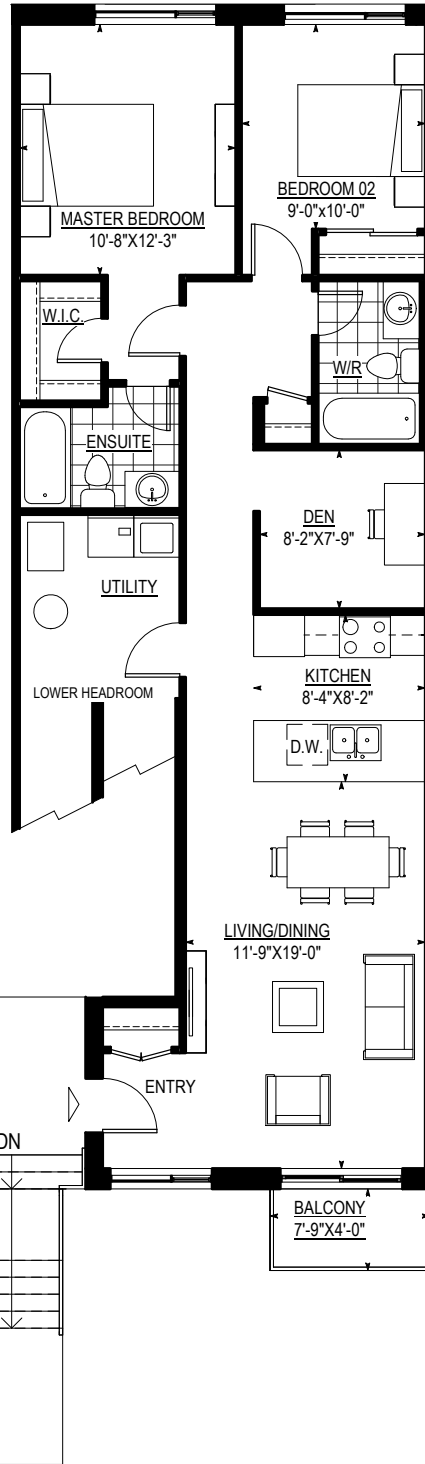 MASTER BEDROOM
10'-8"X12'-3"
BEDROOM 02
9'-0"x10'-0"
W.I.C.
W/R
ENSUITE
DEN
8'-2"X7'-9"
UTILITY
LOWER HEADROOM
KITCHEN
8'-4"X8'-2"
D.W.
LIVING/DINING
11'-9"X19'-0"
ENTRY
ON
BALCONY
7'-9"X4'-0"